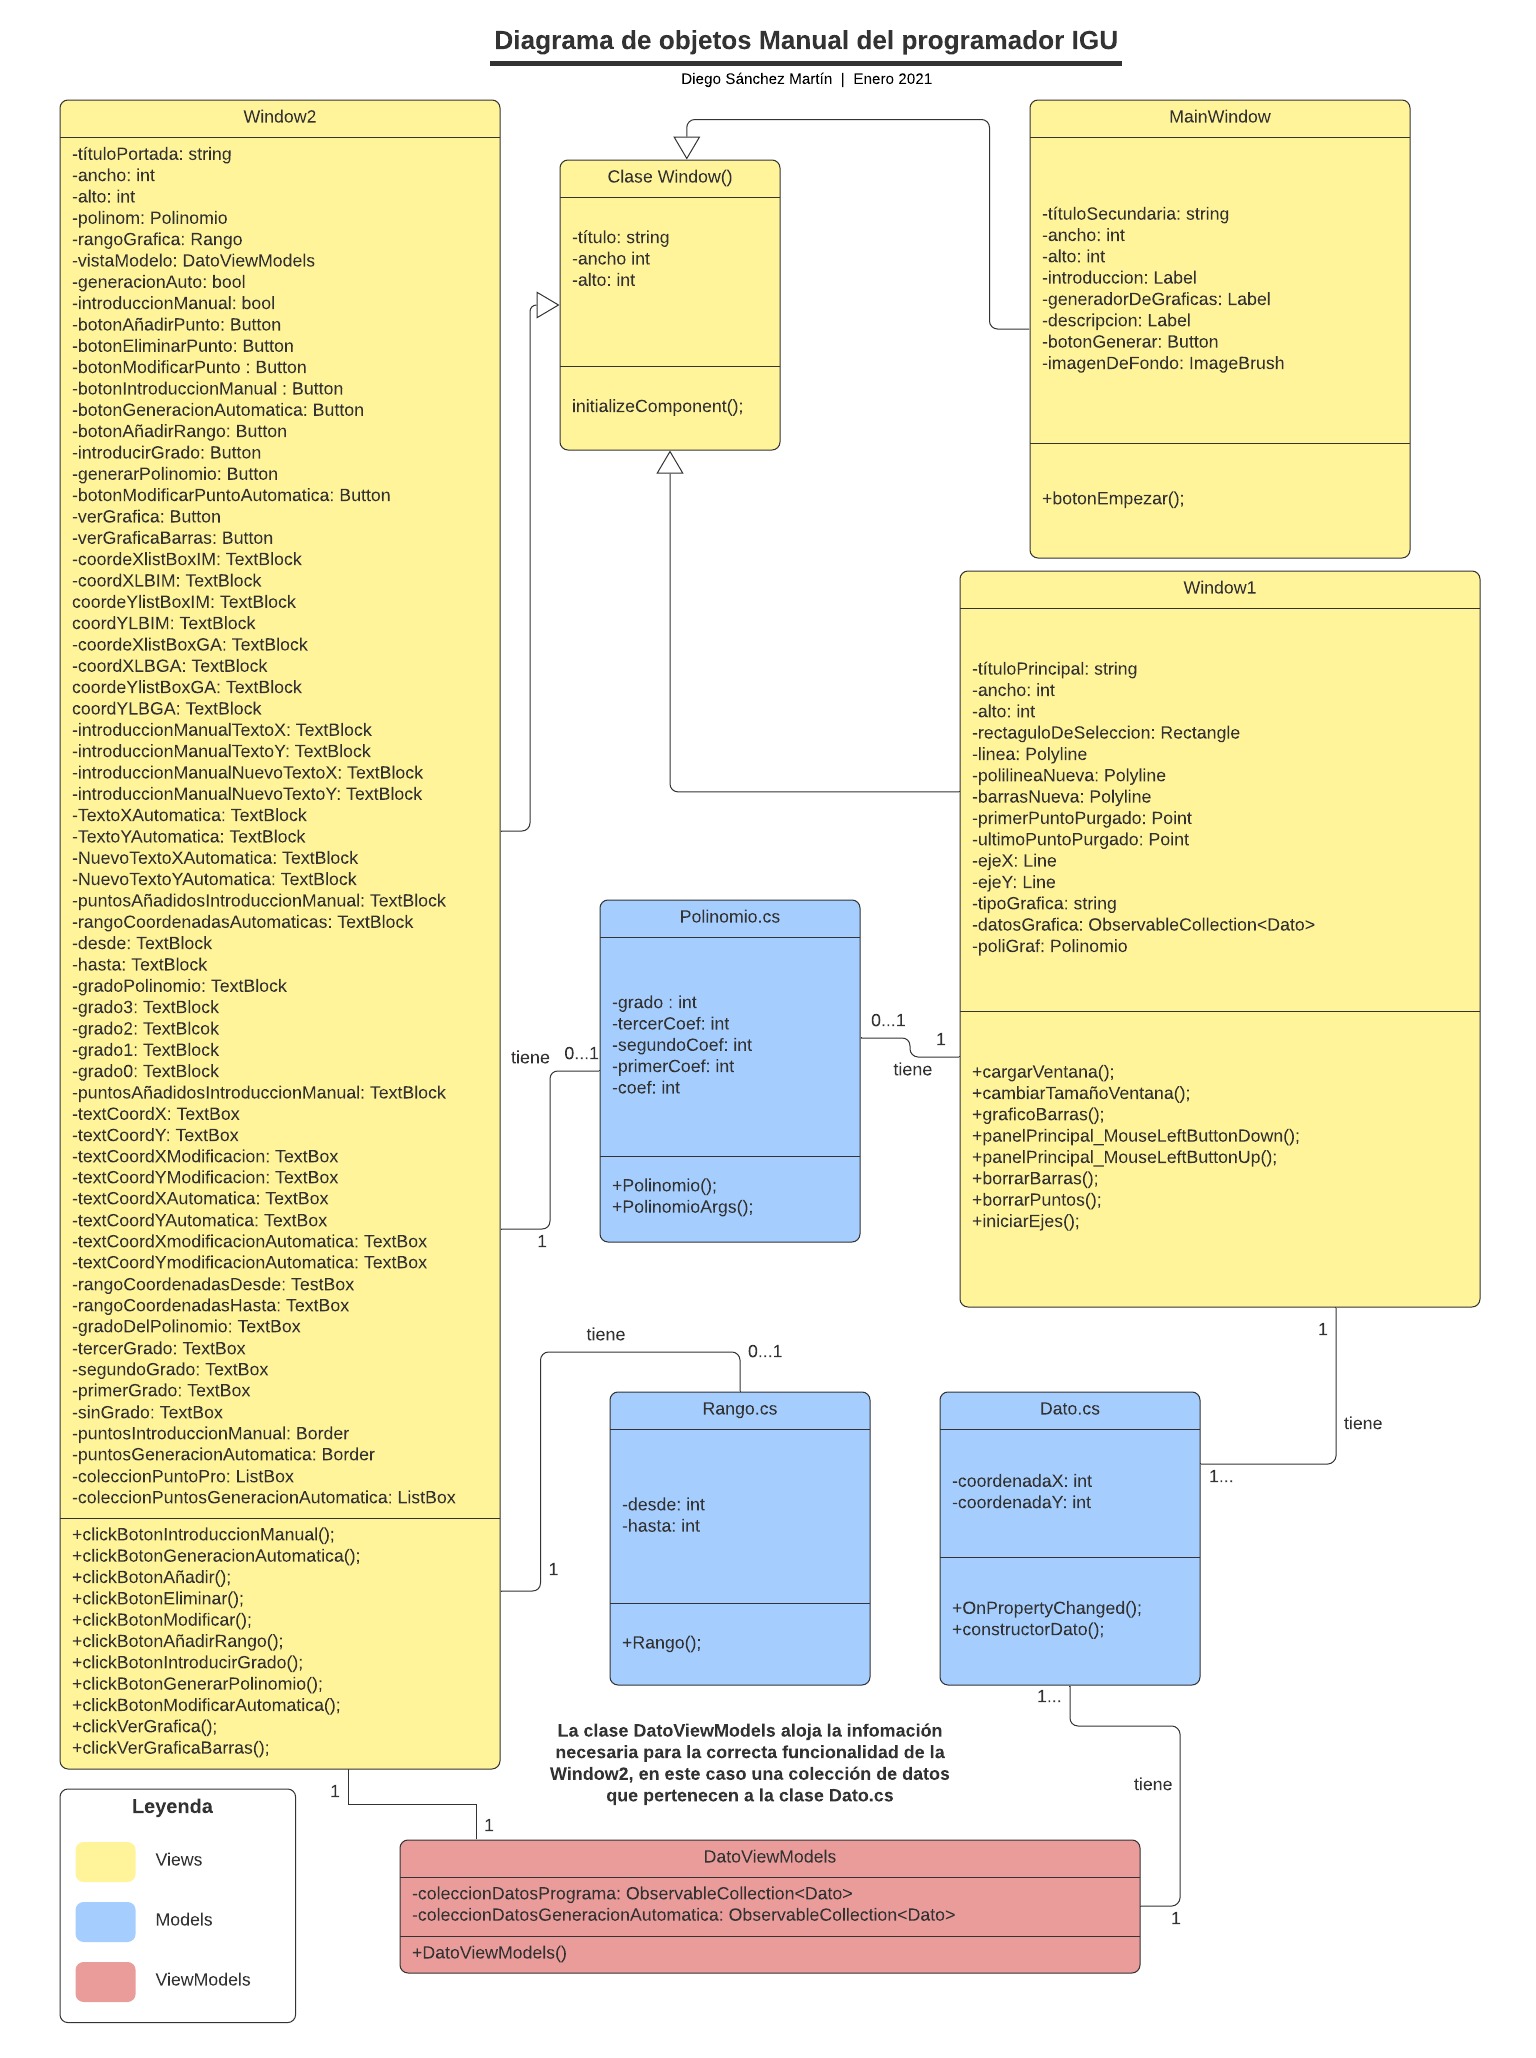 Diagrama de objetos Manual del programador IGU
Diego Sánchez Martín | Enero 2021
Window2
-títuloPortada: string
-ancho: int
-alto: int
-polinom: Polinomio
-rangoGrafica: Rango
-vistaModelo: DatoViewModels
-generacionAuto: bool
-introduccionManual: bool
-botonAñadirPunto: Button
-botonEliminarPunto: Button
-botonModificarPunto : Button
-botonIntroduccionManual : Button
-botonGeneracionAutomatica: Button
-botonAñadirRango: Button
-introducirGrado: Button
-generarPolinomio: Button
-botonModificarPuntoAutomatica: Button
-verGrafica: Button
-verGraficaBarras: Button
-coordeXlistBoxIM: TextBlock
-coordXLBIM: TextBlock
coordeYlistBoxIM: TextBlock
coordYLBIM: TextBlock
-coordeXlistBoxGA: TextBlock
-coordXLBGA: TextBlock
coordeYlistBoxGA: TextBlock
coordYLBGA: TextBlock
-introduccionManualTextoX: TextBlock
-introduccionManualTextoY: TextBlock
-introduccionManualNuevoTextoX: TextBlock
-introduccionManualNuevoTextoY: TextBlock
-TextoXAutomatica: TextBlock
-TextoYAutomatica: TextBlock
-NuevoTextoXAutomatica: TextBlock
-NuevoTextoYAutomatica: TextBlock
-puntosAñadidosIntroduccionManual: TextBlock
-rangoCoordenadasAutomaticas: TextBlock
-desde: TextBlock
-hasta: TextBlock
-gradoPolinomio: TextBlock
-grado3: TextBlock
-grado2: TextBlcok
-grado1: TextBlock
-grado0: TextBlock
-puntosAñadidosIntroduccionManual: TextBlock
-textCoordX: TextBox
-textCoordY: TextBox
-textCoordXModificacion: TextBox
-textCoordYModificacion: TextBox
-textCoordXAutomatica: TextBox
-textCoordYAutomatica: TextBox
-textCoordXmodificacionAutomatica: TextBox
-textCoordYmodificacionAutomatica: TextBox
-rangoCoordenadasDesde: TestBox
-rangoCoordenadasHasta: TextBox
-gradoDelPolinomio: TextBox
-tercerGrado: TextBox
-segundoGrado: TextBox
-primerGrado: TextBox
-sinGrado: TextBox
-puntosIntroduccionManual: Border
-puntosGeneracionAutomatica: Border
-coleccionPuntoPro: ListBox
-coleccionPuntosGeneracionAutomatica: ListBox
+clickBotonIntroduccionManual();
+clickBotonGeneracionAutomatica();
+clickBotonAñadir();
+clickBotonEliminar();
+clickBotonModificar();
+clickBotonAñadirRango();
+clickBotonIntroducirGrado();
+clickBotonGenerarPolinomio();
+clickBotonModificarAutomatica();
+clickVerGrafica();
+clickVerGraficaBarras();
Clase Window()
-título: string
-ancho int
-alto: int
initializeComponent();
MainWindow
-títuloSecundaria: string
-ancho: int
-alto: int
-introduccion: Label
-generadorDeGraficas: Label
-descripcion: Label
-botonGenerar: Button
-imagenDeFondo: ImageBrush
+botonEmpezar();
Window1
-títuloPrincipal: string
-ancho: int
-alto: int
-rectaguloDeSeleccion: Rectangle
-linea: Polyline
-polilineaNueva: Polyline
-barrasNueva: Polyline
-primerPuntoPurgado: Point
-ultimoPuntoPurgado: Point
-ejeX: Line
-ejeY: Line
-tipoGrafica: string
-datosGrafica: ObservableCollection<Dato>
-poliGraf: Polinomio
+cargarVentana();
+cambiarTamañoVentana();
+graficoBarras();
+panelPrincipal_MouseLeftButtonDown();
+panelPrincipal_MouseLeftButtonUp();
+borrarBarras();
+borrarPuntos();
+iniciarEjes();
Polinomio.cs
-grado : int
-tercerCoef: int
-segundoCoef: int
-primerCoef: int
-coef: int
+Polinomio();
+PolinomioArgs();
0...1
1
tiene
tiene
0...1
1
tiene
0...1
1
Rango.cs
-desde: int
-hasta: int
+Rango();
1
tiene
1...
Dato.cs
-coordenadaX: int
-coordenadaY: int
+OnPropertyChanged();
+constructorDato();
1...
tiene
1
La clase DatoViewModels aloja la infomación
necesaria para la correcta funcionalidad de la
Window2, en este caso una colección de datos
que pertenecen a la clase Dato.cs
1
1
DatoViewModels
-coleccionDatosPrograma: ObservableCollection<Dato>
-coleccionDatosGeneracionAutomatica: ObservableCollection<Dato>
+DatoViewModels()
Leyenda
Views
Models
ViewModels